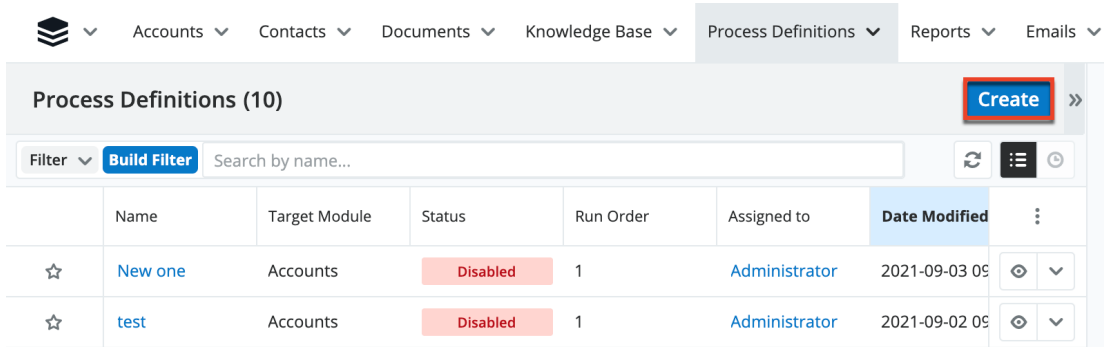 Accounts Contacts Documents Knowledge Base Process Definitions Reports Emails
Process Definitions (10) Create
Filter Build Filter Search by name...
Name Target Module Status Run Order Assigned to Date Modified
New one Accounts Disabled 1 Administrator 2021-09-03 09
test Accounts Disabled 1 Administrator 2021-09-02 09